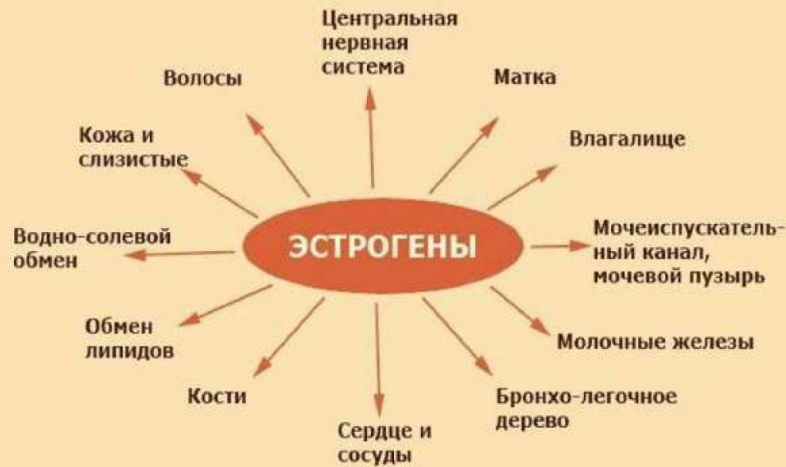 Центральная
нервная
система
Матка
Влагалище
Мочеиспускатель-
ный канал,
мочевой пузырь
Молочные железы
Бронхо-легочное
дерево
Сердце и
сосуды
Кости
Обмен
липидов
Водно-солевой
обмен
Кожа и
слизистые
Волосы
ЭСТРОГЕНЫ